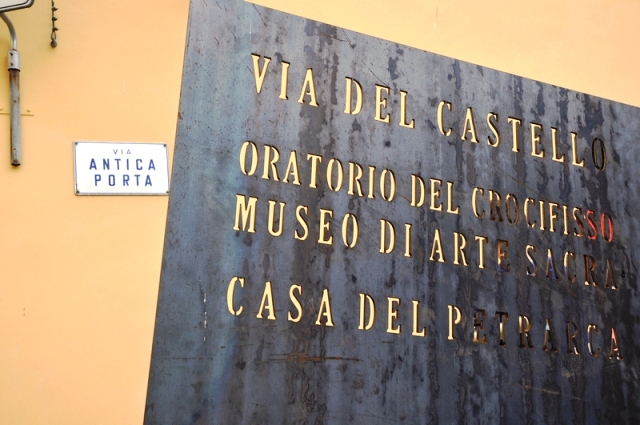 VIA
ANTICA
PORTA
VIA DEL CASTELLO
ORATORIO DEL CROCIFISSO
MUSEO DI ARTE SACRA
CASA DEL PETRARCA